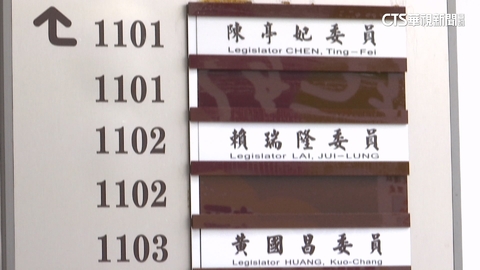 CTS華視新聞
1101 陳亭妃委員
Legislator CHEN, Ting-Fei
1101
1102 賴瑞隆委員
Legislator LAI, JUI-LUNG
1102
1103 黃國昌委員
Legislator HUANG, Kuo-Chang